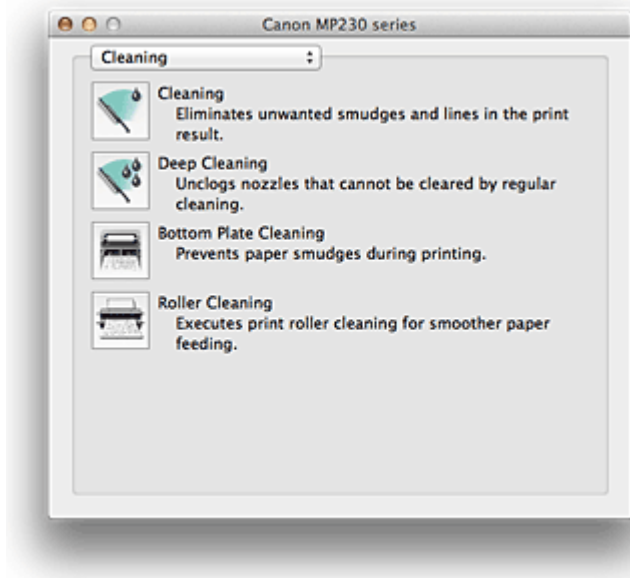 Canon MP230 series
Cleaning
Cleaning
Eliminates unwanted smudges and lines in the print
result.
Deep Cleaning
Unclogs nozzles that cannot be cleared by regular
cleaning.
Bottom Plate Cleaning
Prevents paper smudges during printing.
Roller Cleaning
Executes print roller cleaning for smoother paper
feeding.